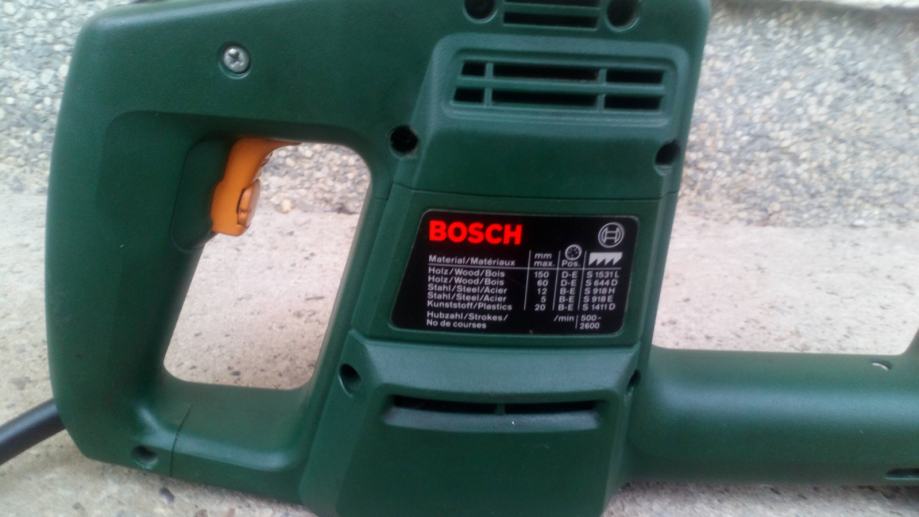 BOSCH
Material/Matériaux mm max. Pos.
Holz/Wood/Bois 150 D-E S 1531 L
Holz/Wood/Bois 60 D-E S 644 D
Stahl/Steel/Acier 12 B-E S 918 H
Stahl/Steel/Acier 5 B-E S 918 E
Kunststoff/Plastics 20 B-E S 1411 D
Hubzahl/Strokes/ /min 500-
No de courses 2600